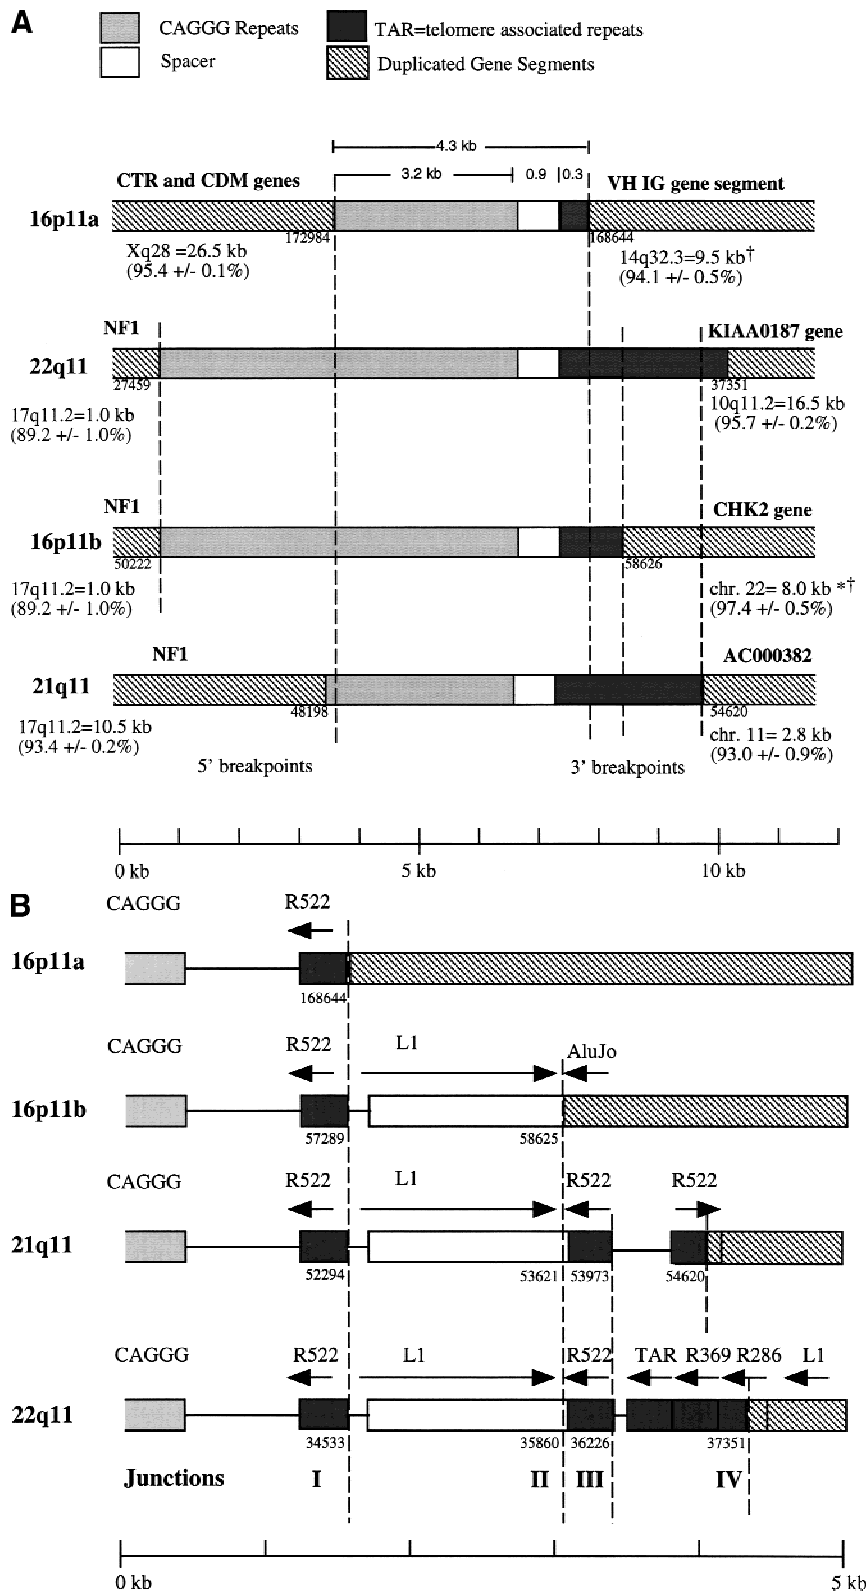 A
CAGGG Repeats
TAR=telomere associated repeats
Spacer
Duplicated Gene Segments
4.3 kb
3.2 kb
0.9
0.3
CTR and CDM genes
VH IG gene segment
16p11a
172984
168644
Xq28 =26.5 kb
(95.4 +/- 0.1%)
14q32.3=9.5 kb†
(94.1 +/- 0.5%)
NF1
KIAA0187 gene
22q11
27459
37351
17q11.2=1.0 kb
(89.2 +/- 1.0%)
10q11.2=16.5 kb
(95.7 +/- 0.2%)
NF1
CHK2 gene
16p11b
50222
58626
17q11.2=1.0 kb
(89.2 +/- 1.0%)
chr. 22= 8.0 kb *†
(97.4 +/- 0.5%)
NF1
AC000382
21q11
48198
54620
17q11.2=10.5 kb
(93.4 +/- 0.2%)
chr. 11= 2.8 kb
(93.0 +/- 0.9%)
5’ breakpoints
3’ breakpoints
0 kb
5 kb
10 kb
B
CAGGG
R522
16p11a
168644
CAGGG
R522
L1
AluJo
16p11b
57289
58625
CAGGG
R522
L1
R522
R522
21q11
52294
53621
53973
54620
CAGGG
R522
L1
R522
TAR
R369
R286
L1
22q11
34533
35860
36226
37351
Junctions
I
II
III
IV
0 kb
5 kb